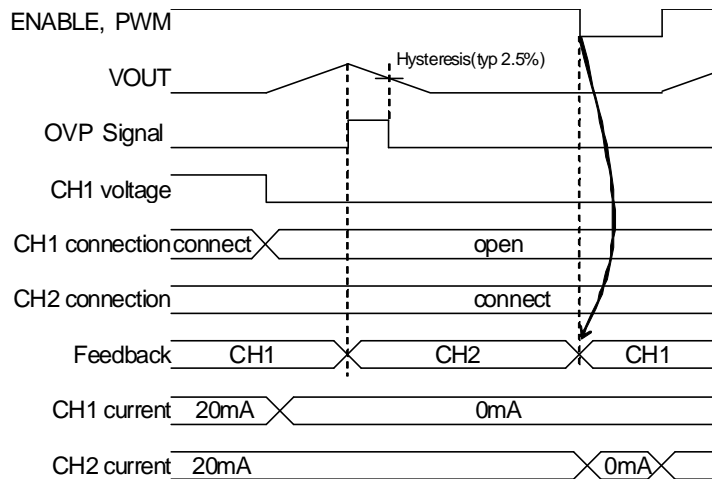 ENABLE, PWM
Hysteresis(typ 2.5%)
VOUT
OVP Signal
CH1 voltage
CH1 connection connect open
CH2 connection connect
Feedback CH1 CH2 CH1
CH1 current 20mA 0mA
CH2 current 20mA 0mA